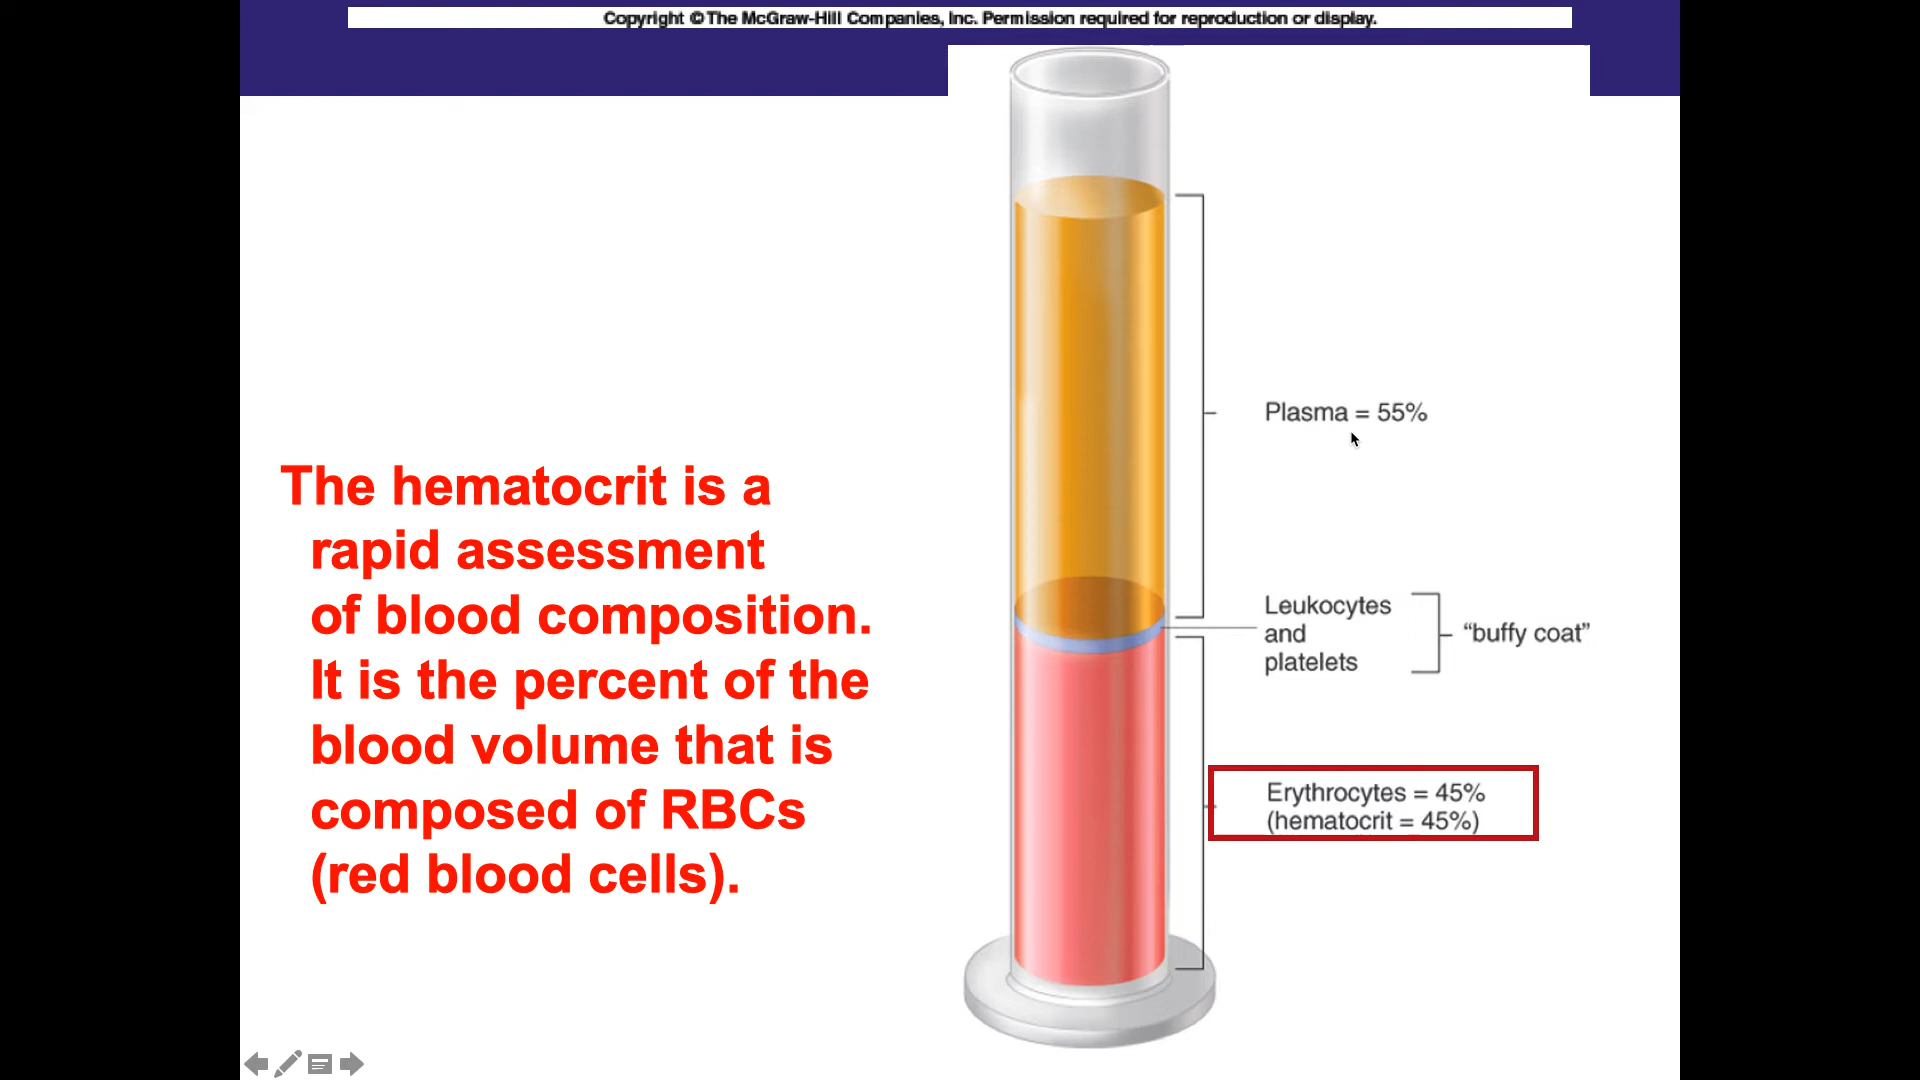 Copyright © The McGraw-Hill Companies, Inc. Permission required for reproduction or display.
The hematocrit is a
rapid assessment
of blood composition.
It is the percent of the
blood volume that is
composed of RBCs
(red blood cells).
Plasma = 55%
Leukocytes
and
platelets
“buffy coat”
Erythrocytes = 45%
(hematocrit = 45%)